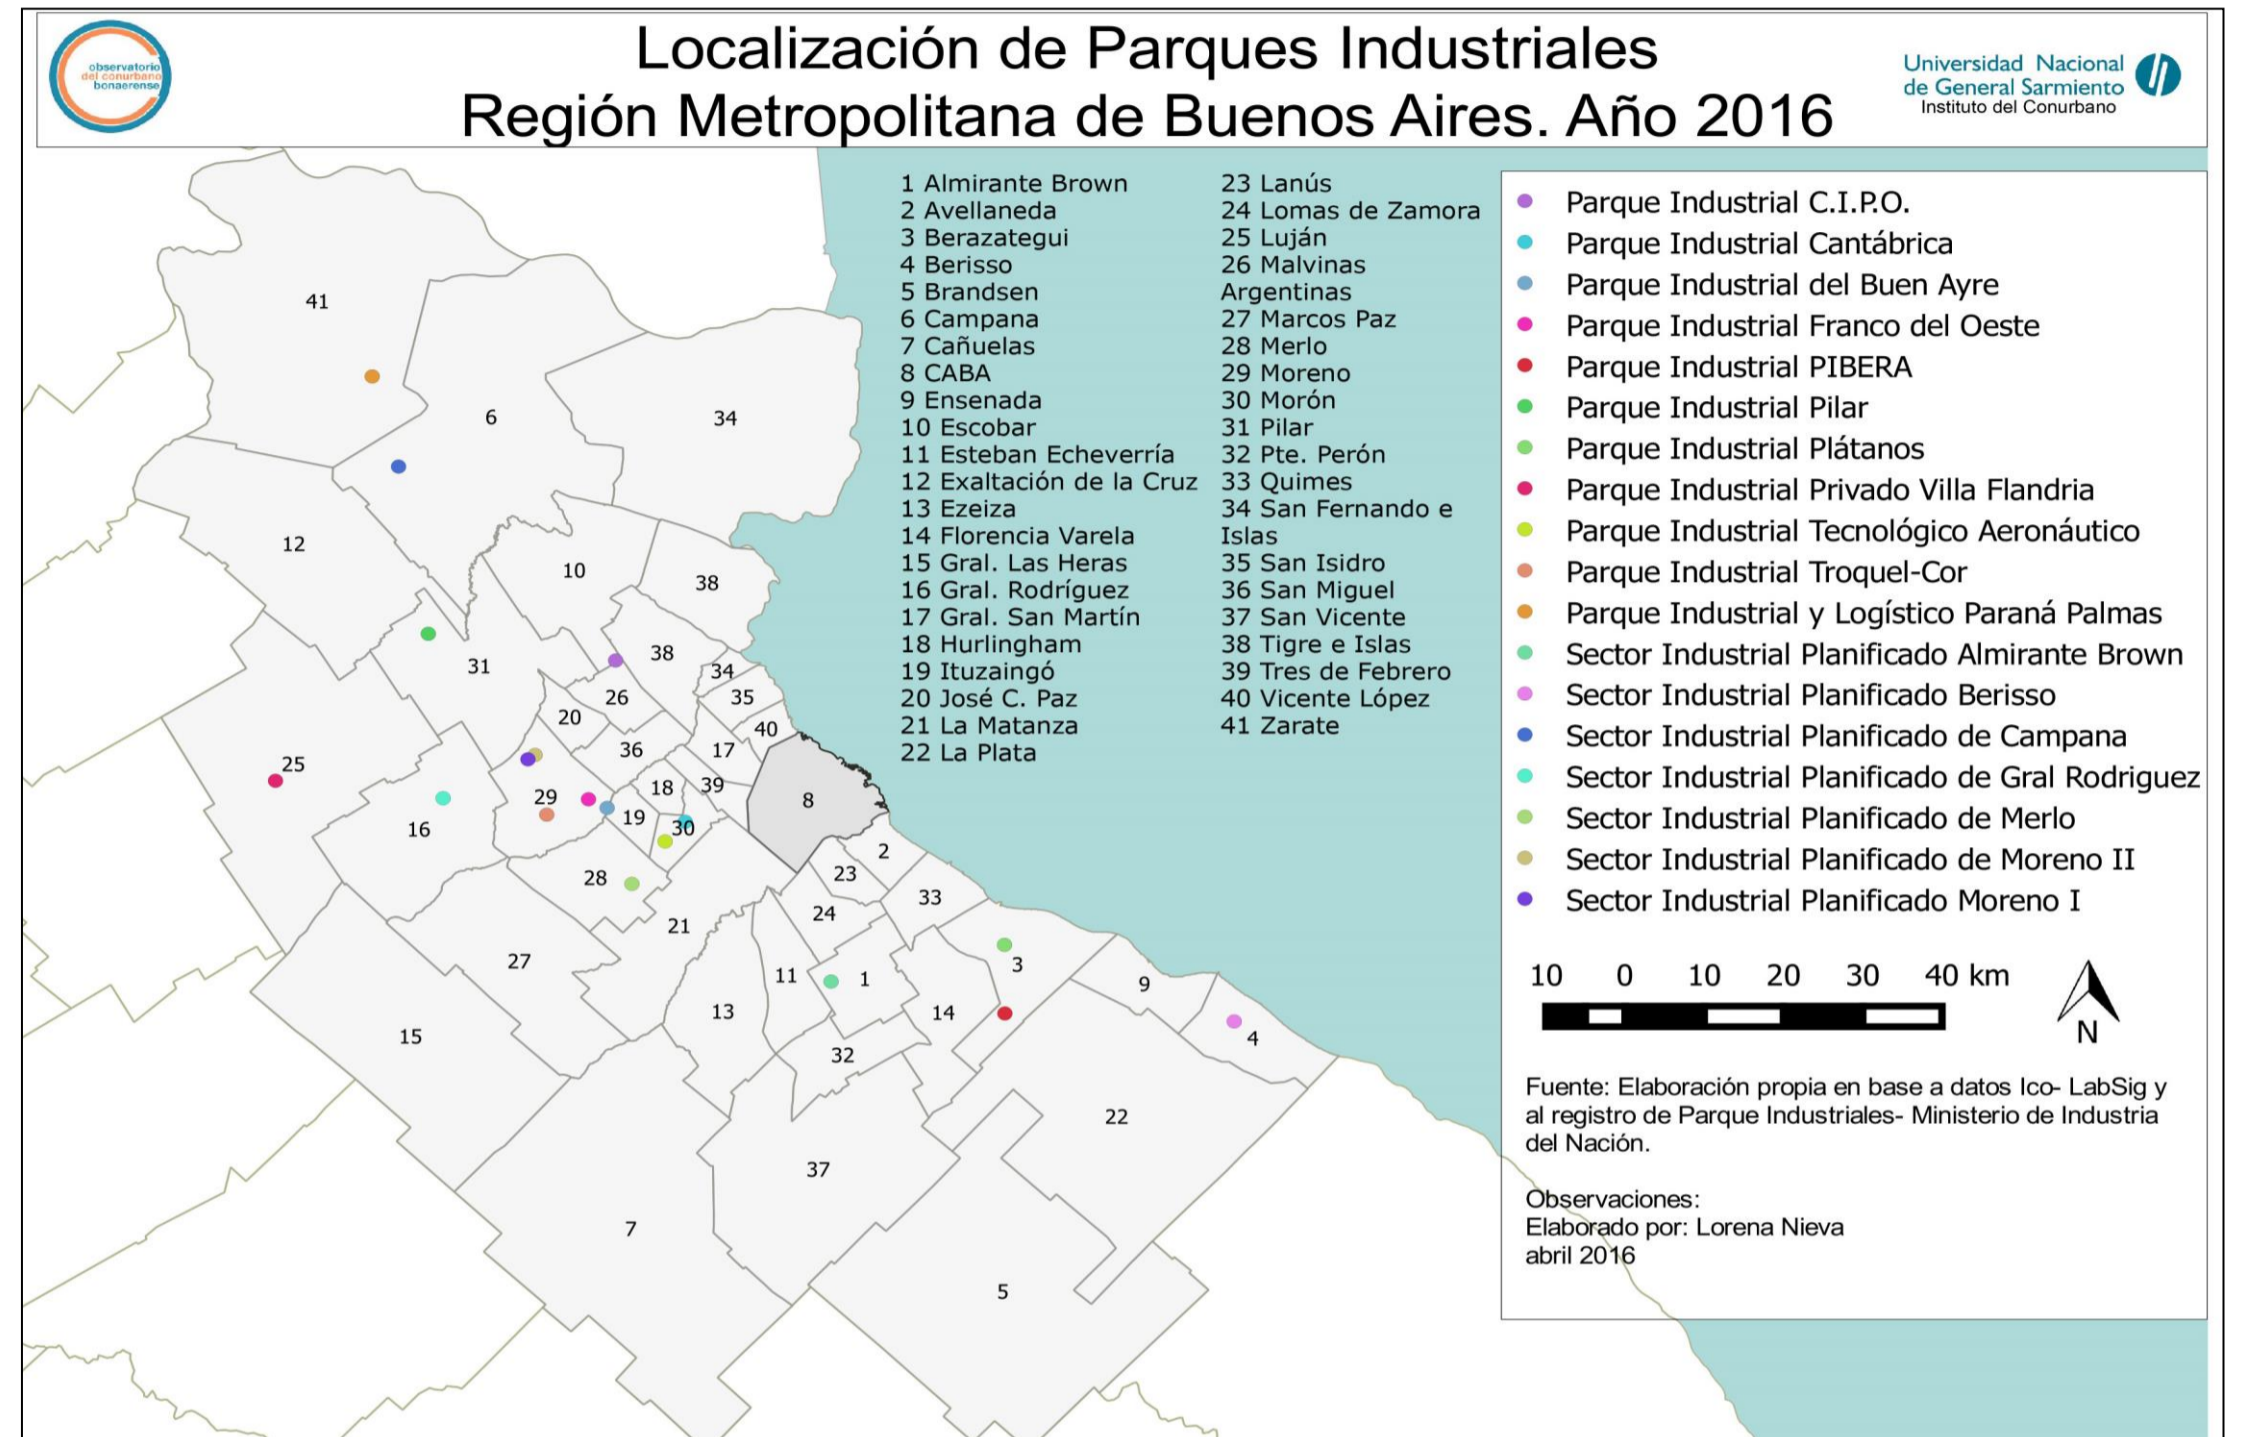 observatorio
del conurbano
bonaerense
Localización de Parques Industriales
Región Metropolitana de Buenos Aires. Año 2016
Universidad Nacional
de General Sarmiento
Instituto del Conurbano
1 Almirante Brown
2 Avellaneda
3 Berazategui
4 Berisso
5 Brandsen
6 Campana
7 Cañuelas
8 CABA
9 Ensenada
10 Escobar
11 Esteban Echeverría
12 Exaltación de la Cruz
13 Ezeiza
14 Florencia Varela
15 Gral. Las Heras
16 Gral. Rodríguez
17 Gral. San Martín
18 Hurlingham
19 Ituzaingó
20 José C. Paz
21 La Matanza
22 La Plata
23 Lanús
24 Lomas de Zamora
25 Luján
26 Malvinas
Argentinas
27 Marcos Paz
28 Merlo
29 Moreno
30 Morón
31 Pilar
32 Pte. Perón
33 Quimes
34 San Fernando e
Islas
35 San Isidro
36 San Miguel
37 San Vicente
38 Tigre e Islas
39 Tres de Febrero
40 Vicente López
41 Zarate
Parque Industrial C.I.P.O.
Parque Industrial Cantábrica
Parque Industrial del Buen Ayre
Parque Industrial Franco del Oeste
Parque Industrial PIBERA
Parque Industrial Pilar
Parque Industrial Plátanos
Parque Industrial Privado Villa Flandria
Parque Industrial Tecnológico Aeronáutico
Parque Industrial Troquel-Cor
Parque Industrial y Logístico Paraná Palmas
Sector Industrial Planificado Almirante Brown
Sector Industrial Planificado Berisso
Sector Industrial Planificado de Campana
Sector Industrial Planificado de Gral Rodriguez
Sector Industrial Planificado de Merlo
Sector Industrial Planificado de Moreno II
Sector Industrial Planificado Moreno I
10 0 10 20 30 40 km
N
Fuente: Elaboración propia en base a datos Ico- LabSig y
al registro de Parque Industriales- Ministerio de Industria
del Nación.
Observaciones:
Elaborado por: Lorena Nieva
abril 2016
41
6
34
12
10
38
38
31
34
26
35
20
40
36
17
25
18
39
29
8
19
16
30
2
28
23
33
24
21
27
3
11
1
9
13
14
15
4
32
22
37
7
5